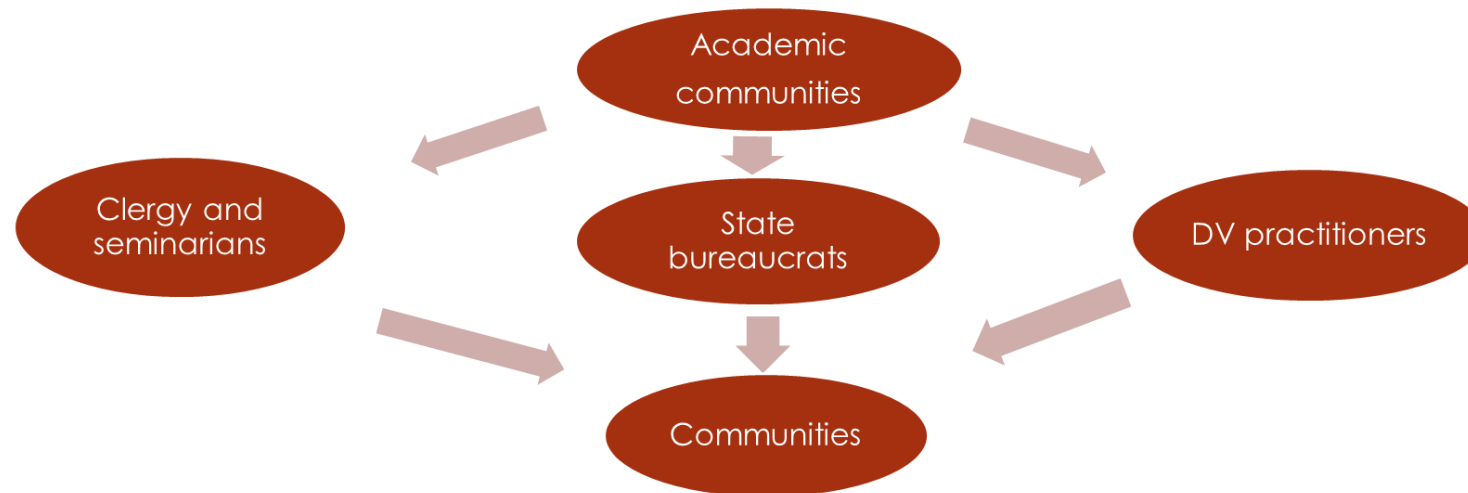 Academic
communities
Clergy and
seminarians
State
bureaucrats
DV practitioners
Communities